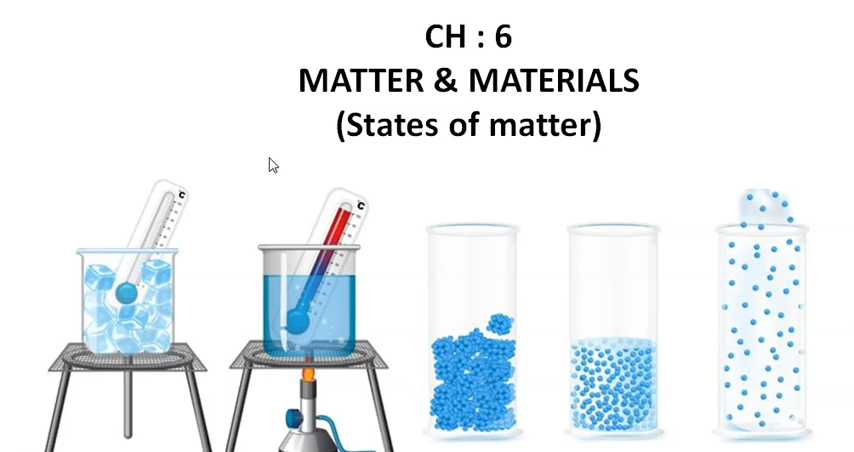 CH : 6
MATTER & MATERIALS
(States of matter)
°C
°C